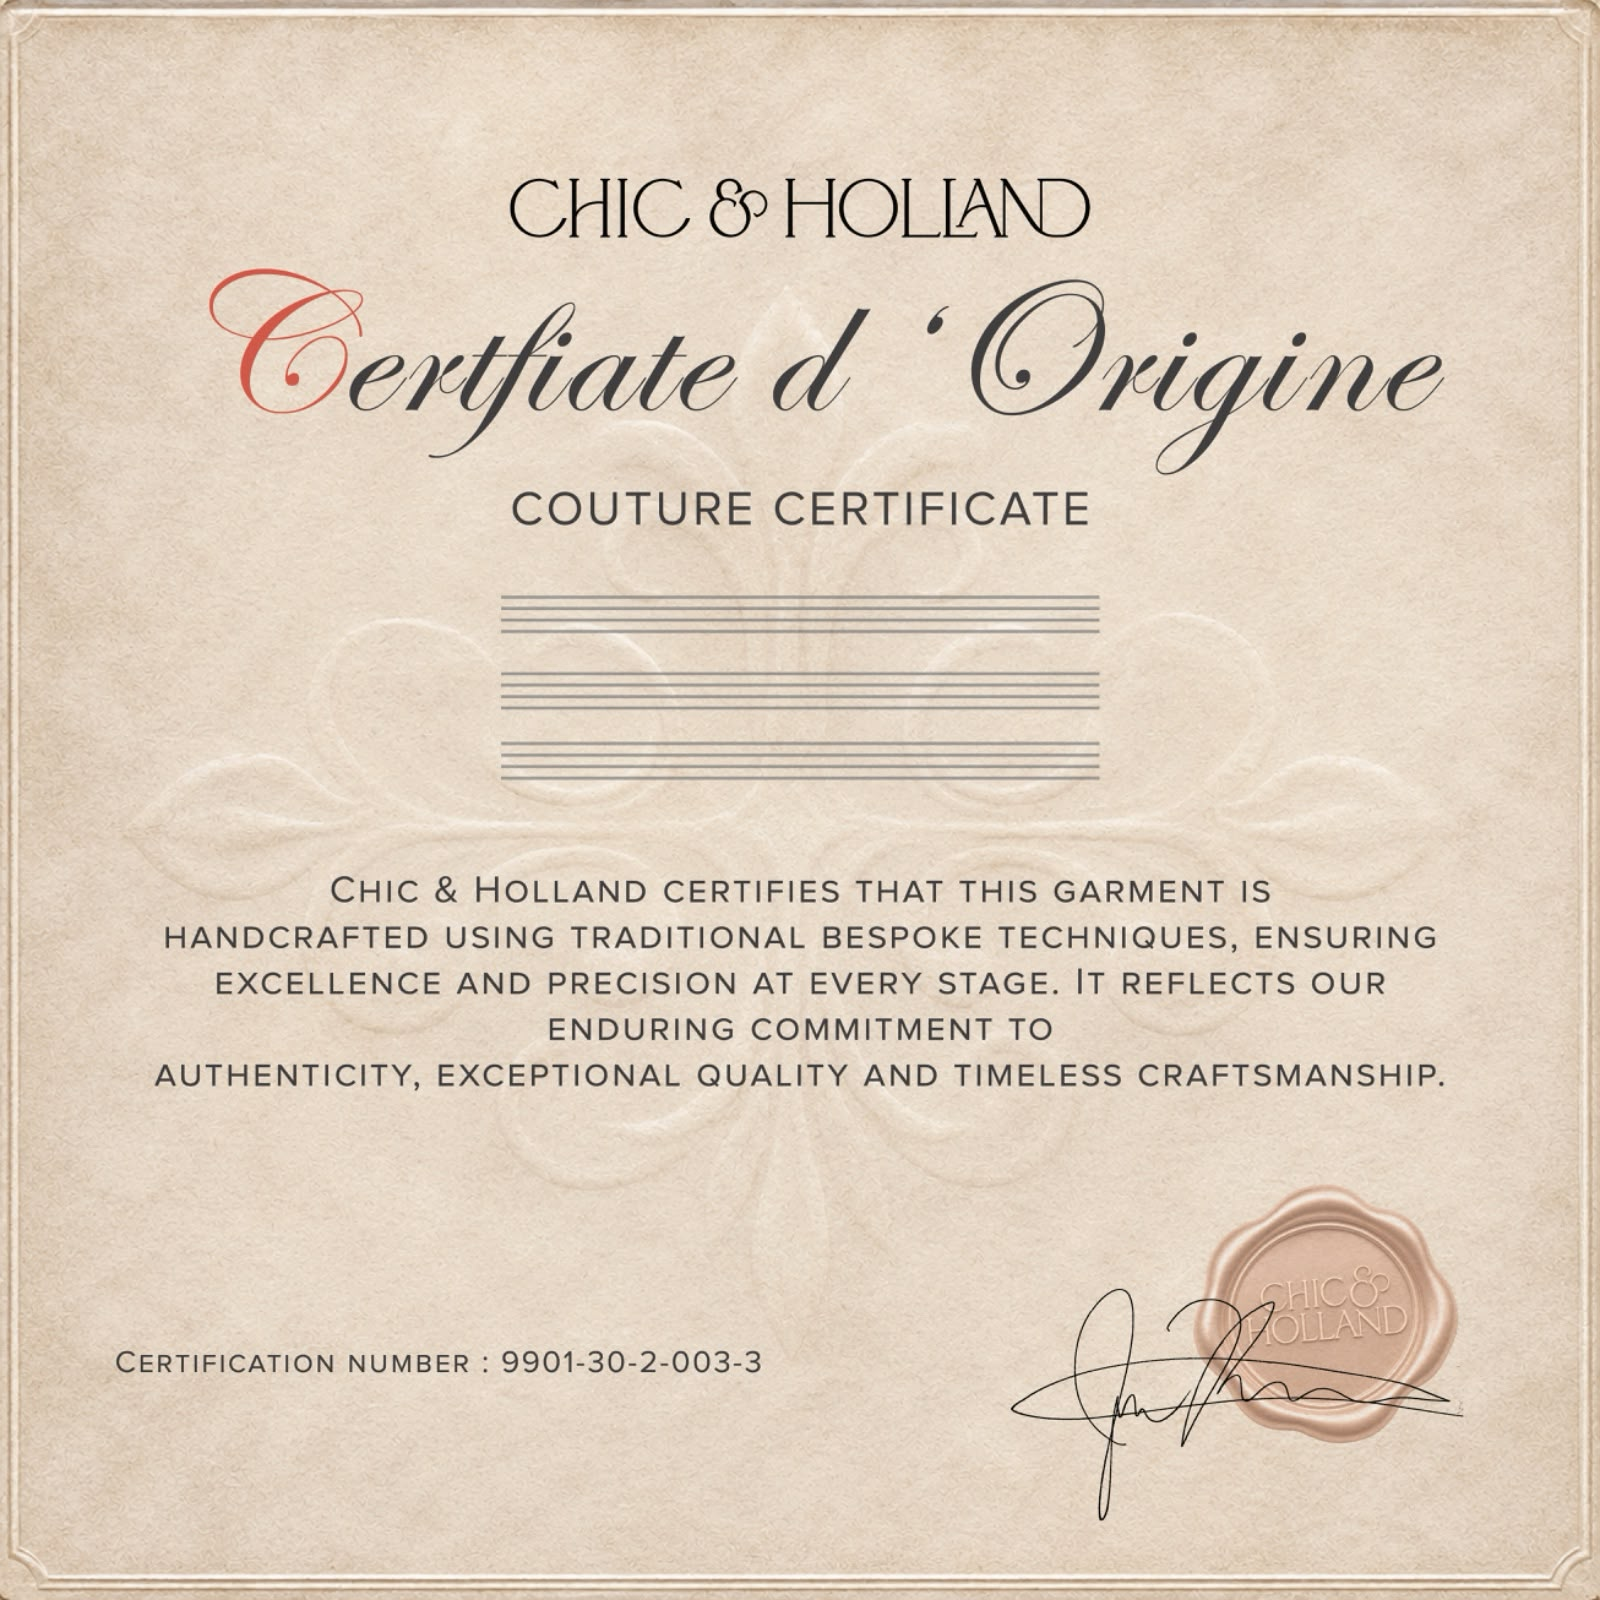 CHIC & HOLLAND
Certfiate d ‘Origine
COUTURE CERTIFICATE
CHIC & HOLLAND CERTIFIES THAT THIS GARMENT IS
HANDCRAFTED USING TRADITIONAL BESPOKE TECHNIQUES, ENSURING
EXCELLENCE AND PRECISION AT EVERY STAGE. IT REFLECTS OUR
ENDURING COMMITMENT TO
AUTHENTICITY, EXCEPTIONAL QUALITY AND TIMELESS CRAFTSMANSHIP.
CHIC &
HOLLAND
CERTIFICATION NUMBER : 9901-30-2-003-3